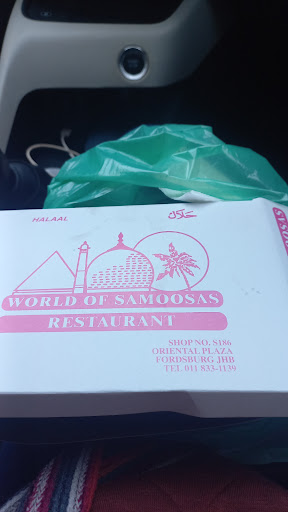 HALAAL
حلال
WORLD OF SAMOOSAS
RESTAURANT
SHOP NO. S186
ORIENTAL PLAZA
FORDSBURG JHB
TEL 011 833-1139